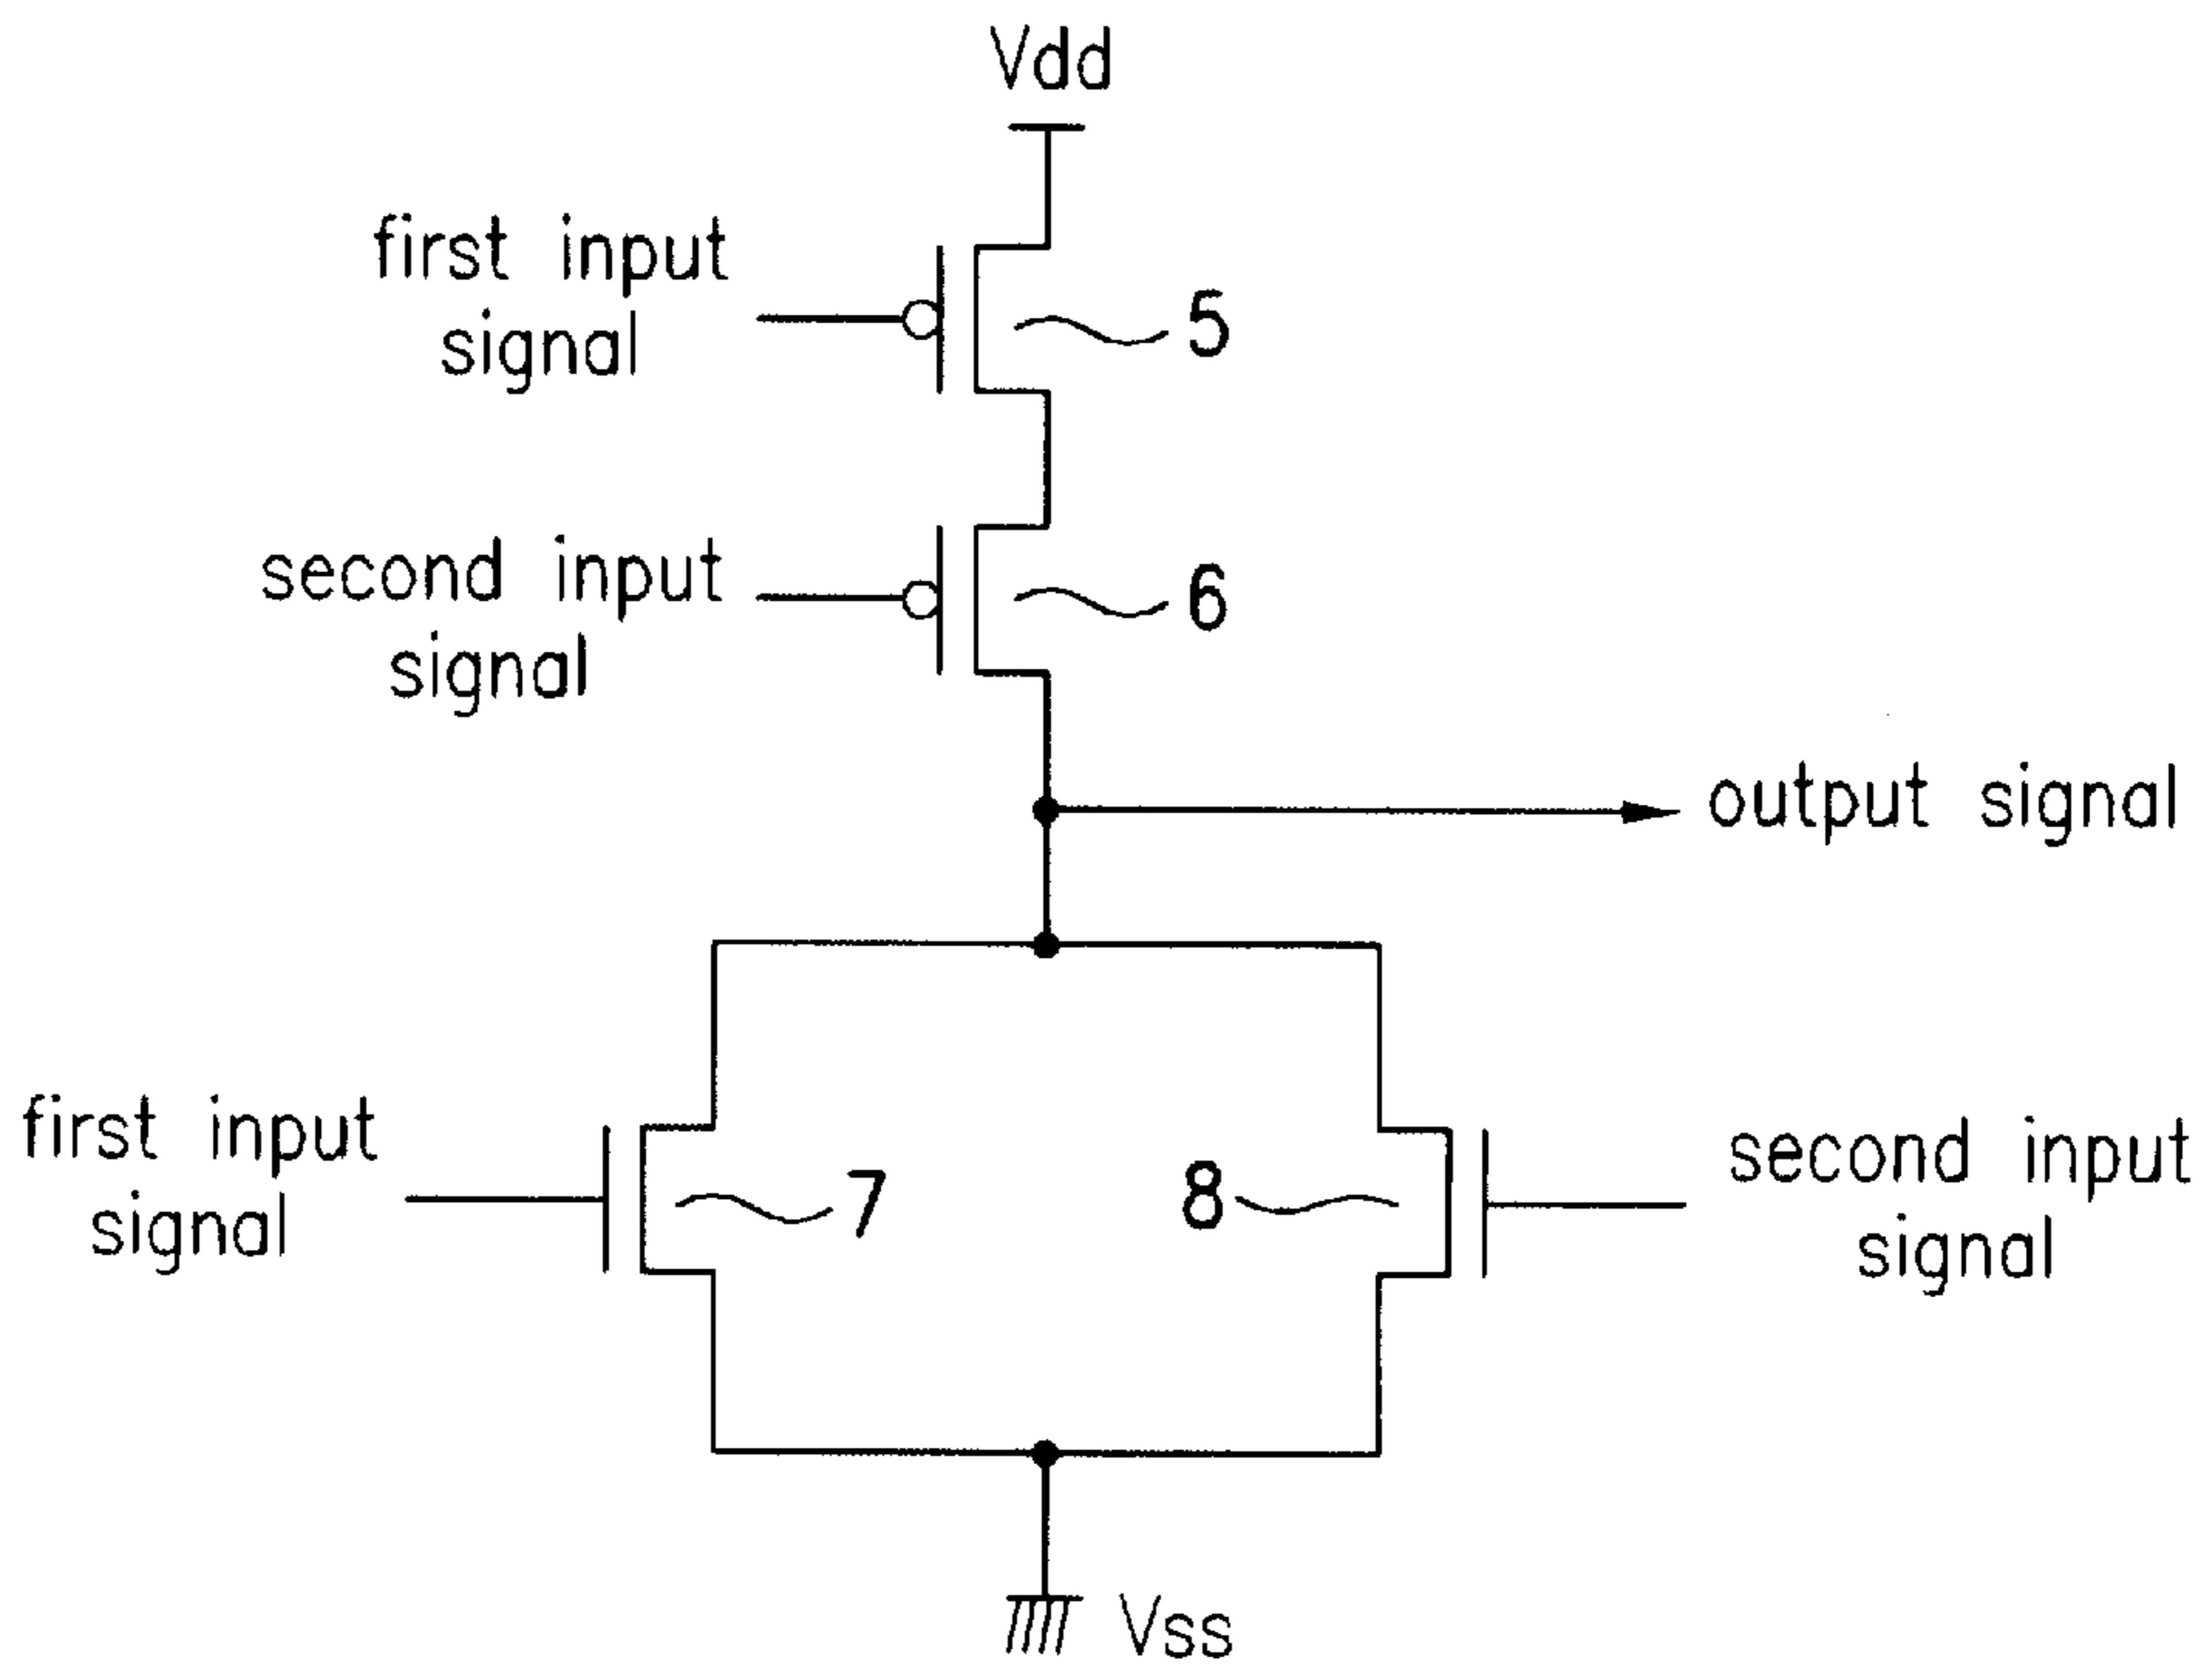 Vdd
first input
signal
5
second input
signal
6
output signal
first input
signal
7
8
second input
signal
Vss